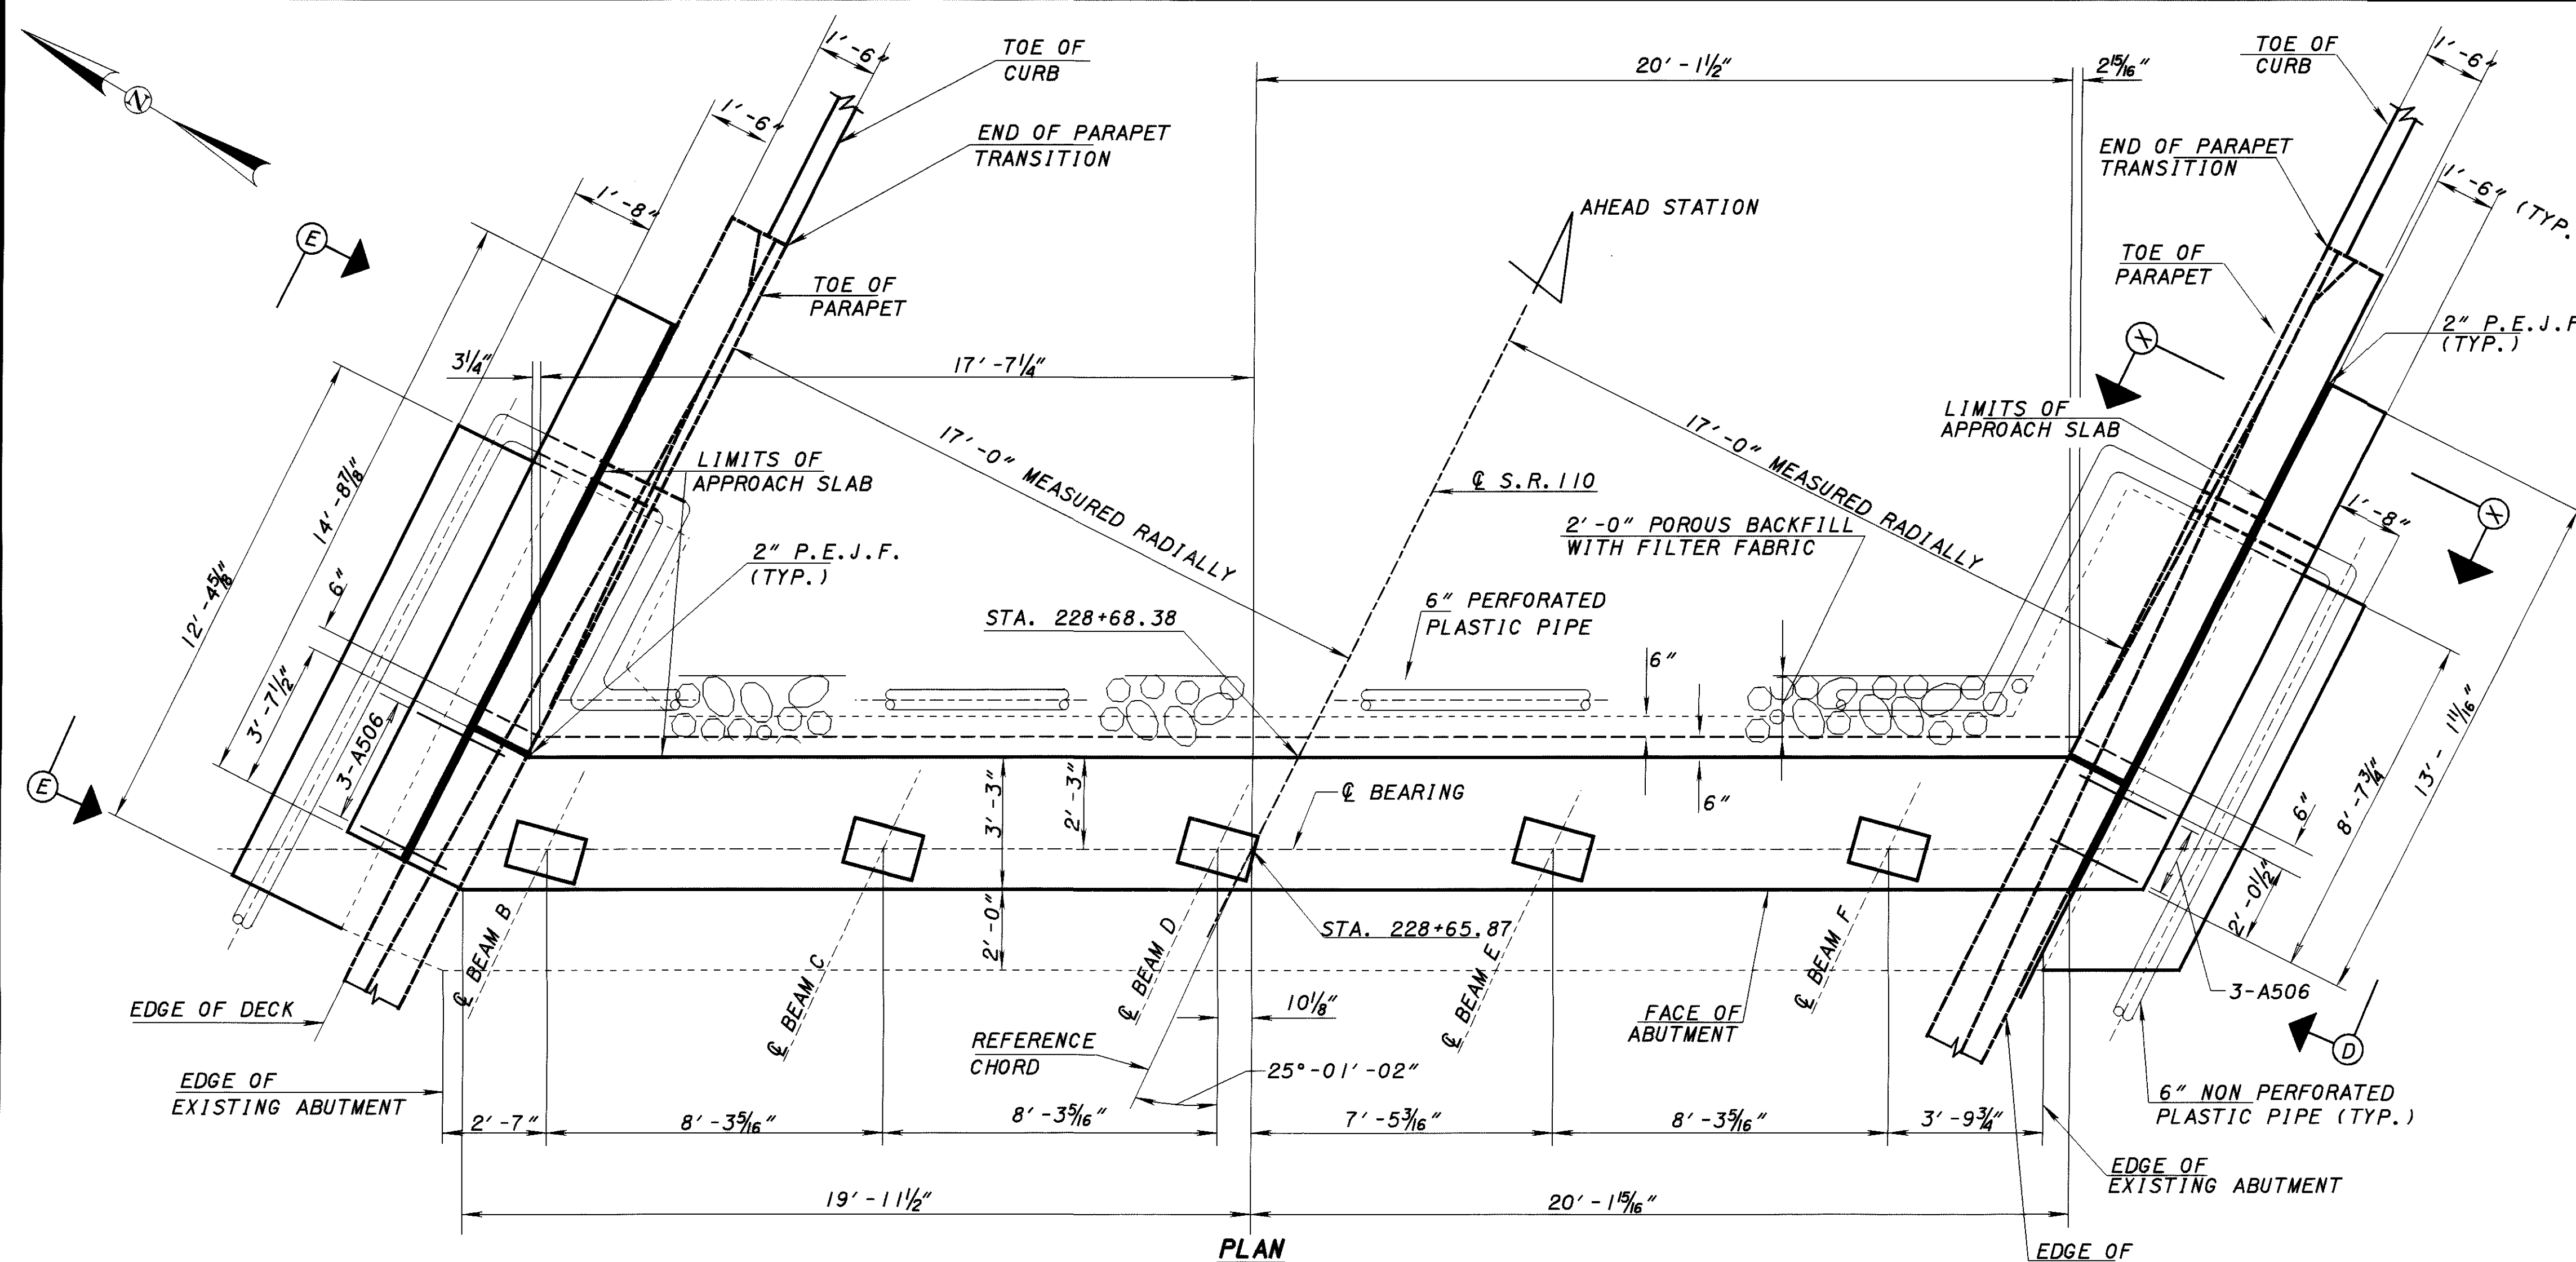 1'-6"
TOE OF
CURB
20' - 1 1/2"
2 15/16"
TOE OF
CURB
1'-6"
N
1'-6"
END OF PARAPET
TRANSITION
END OF PARAPET
TRANSITION
1'-6"
(TYP.
1'-8"
AHEAD STATION
E
TOE OF
PARAPET
TOE OF
PARAPET
2" P.E.J.F
(TYP.)
X
3 1/4"
17' -7 1/4"
LIMITS OF
APPROACH SLAB
17'-0" MEASURED RADIALLY
17'-0" MEASURED RADIALLY
LIMITS OF
APPROACH SLAB
℄ S.R. 110
1'-8"
X
14' -8 7/8"
2'-0" POROUS BACKFILL
WITH FILTER FABRIC
2" P.E.J.F.
(TYP.)
12' -4 5/8"
6"
6" PERFORATED
PLASTIC PIPE
STA. 228+68.38
6"
3' -7 1/2"
3-A506
13' - 1 11/16"
E
3'-3"
2'-3"
℄ BEARING
6"
6"
8' -7 3/4"
2'-0"
℄ BEAM B
℄ BEAM C
℄ BEAM D
STA. 228+65.87
℄ BEAM E
℄ BEAM F
2' -0 1/2"
3-A506
EDGE OF DECK
10 1/8"
FACE OF
ABUTMENT
REFERENCE
CHORD
25°-01'-02"
D
EDGE OF
EXISTING ABUTMENT
6" NON PERFORATED
PLASTIC PIPE (TYP.)
2' -7"
8' -3 5/16"
8' -3 5/16"
7' -5 3/16"
8' -3 5/16"
3' -9 3/4"
EDGE OF
EXISTING ABUTMENT
19' -11 1/2"
20' -1 15/16"
PLAN
EDGE OF